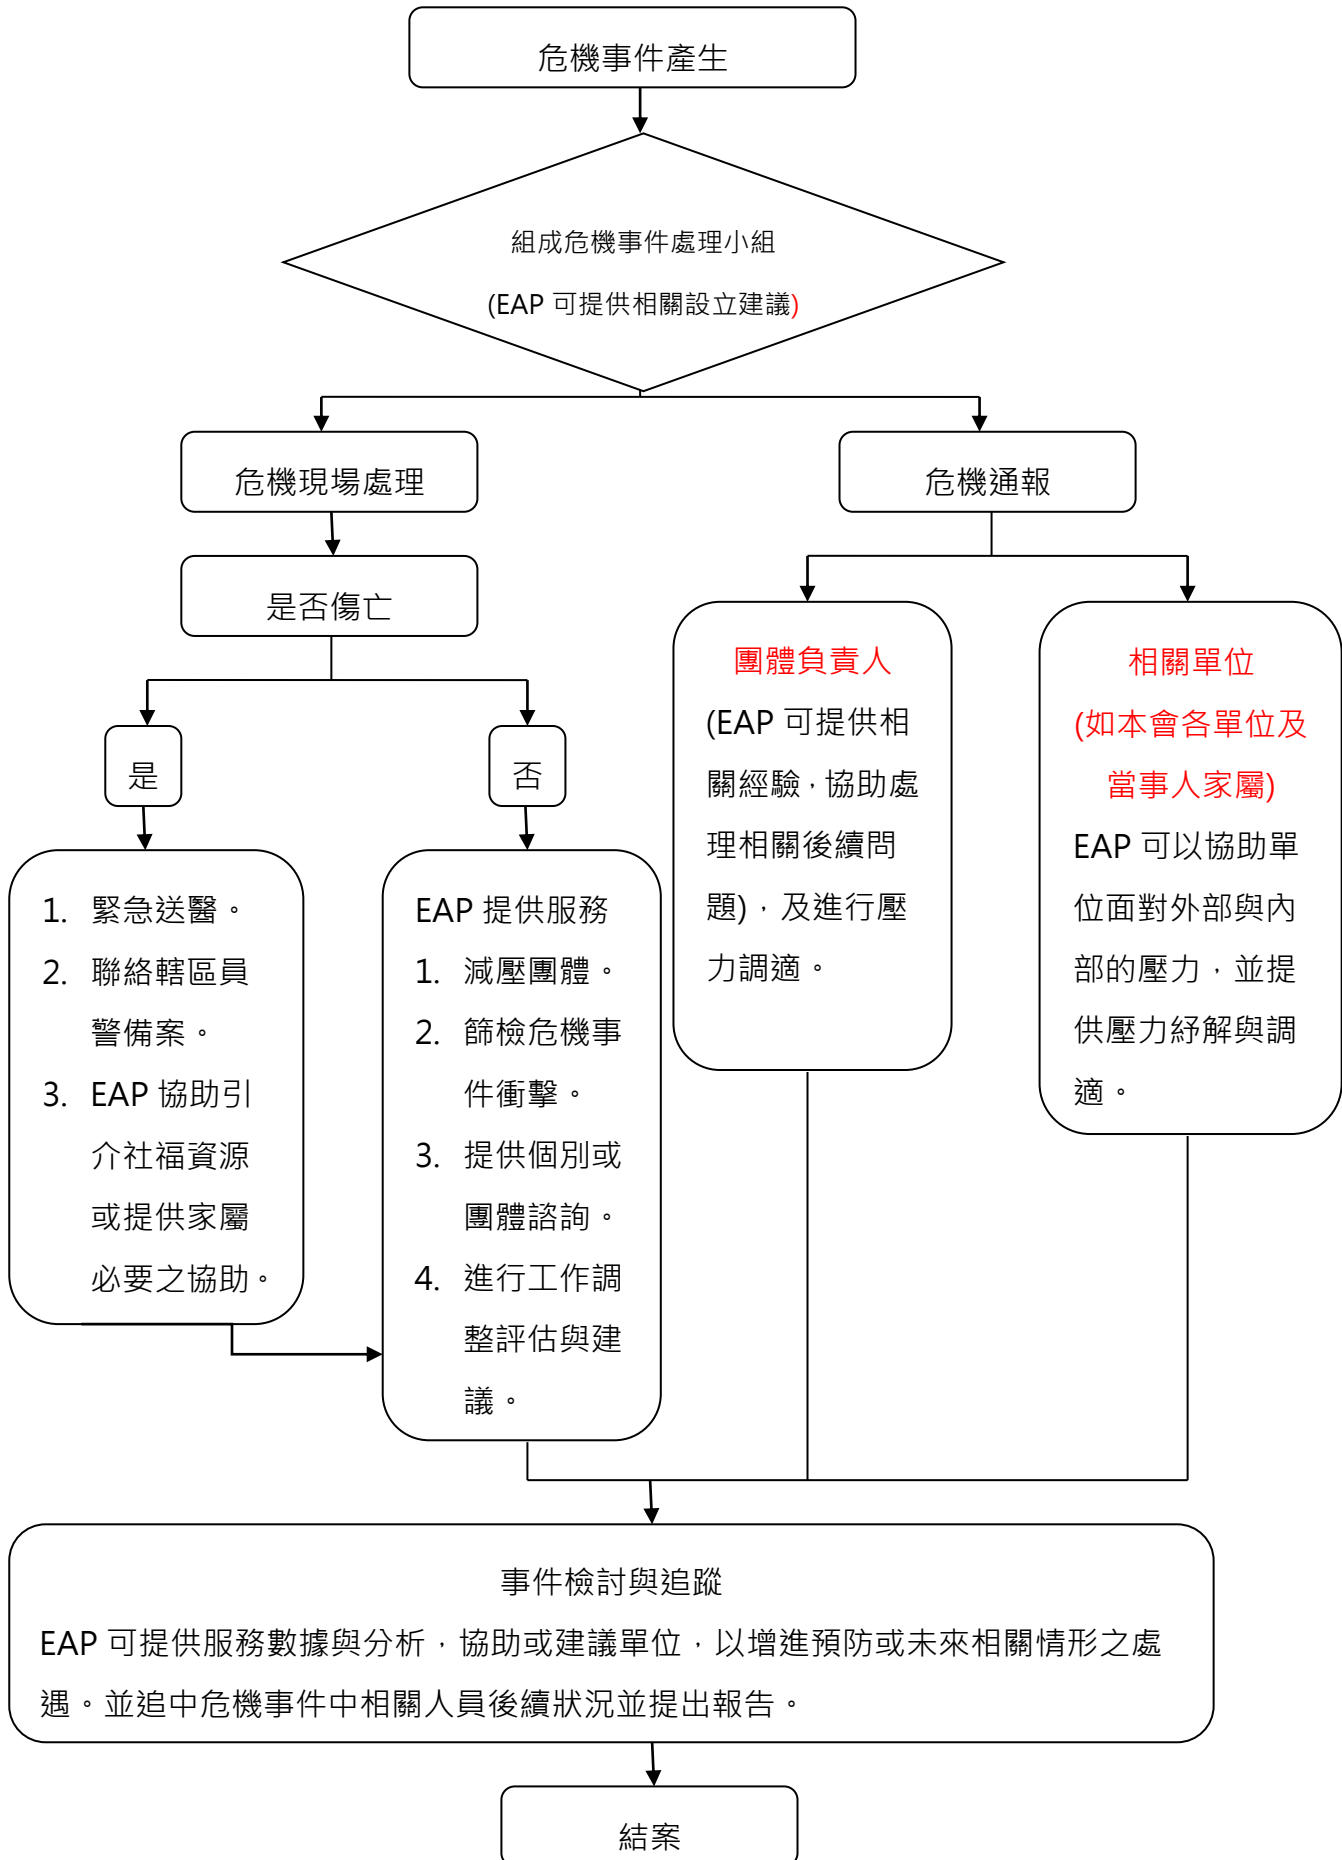 危機事件產生
組成危機事件處理小組
(EAP 可提供相關設立建議)
危機現場處理
危機通報
是否傷亡
是
否
1. 緊急送醫。
2. 聯絡轄區員
警備案。
3. EAP 協助引
介社福資源
或提供家屬
必要之協助。
EAP 提供服務
1. 減壓團體。
2. 篩檢危機事
件衝擊。
3. 提供個別或
團體諮詢。
4. 進行工作調
整評估與建
議。
團體負責人
(EAP 可提供相
關經驗，協助處
理相關後續問
題)，及進行壓
力調適。
相關單位
(如本會各單位及
當事人家屬)
EAP 可以協助單
位面對外部與內
部的壓力，並提
供壓力紓解與調
適。
事件檢討與追蹤
EAP 可提供服務數據與分析，協助或建議單位，以增進預防或未來相關情形之處
遇。並追中危機事件中相關人員後續狀況並提出報告。
結案